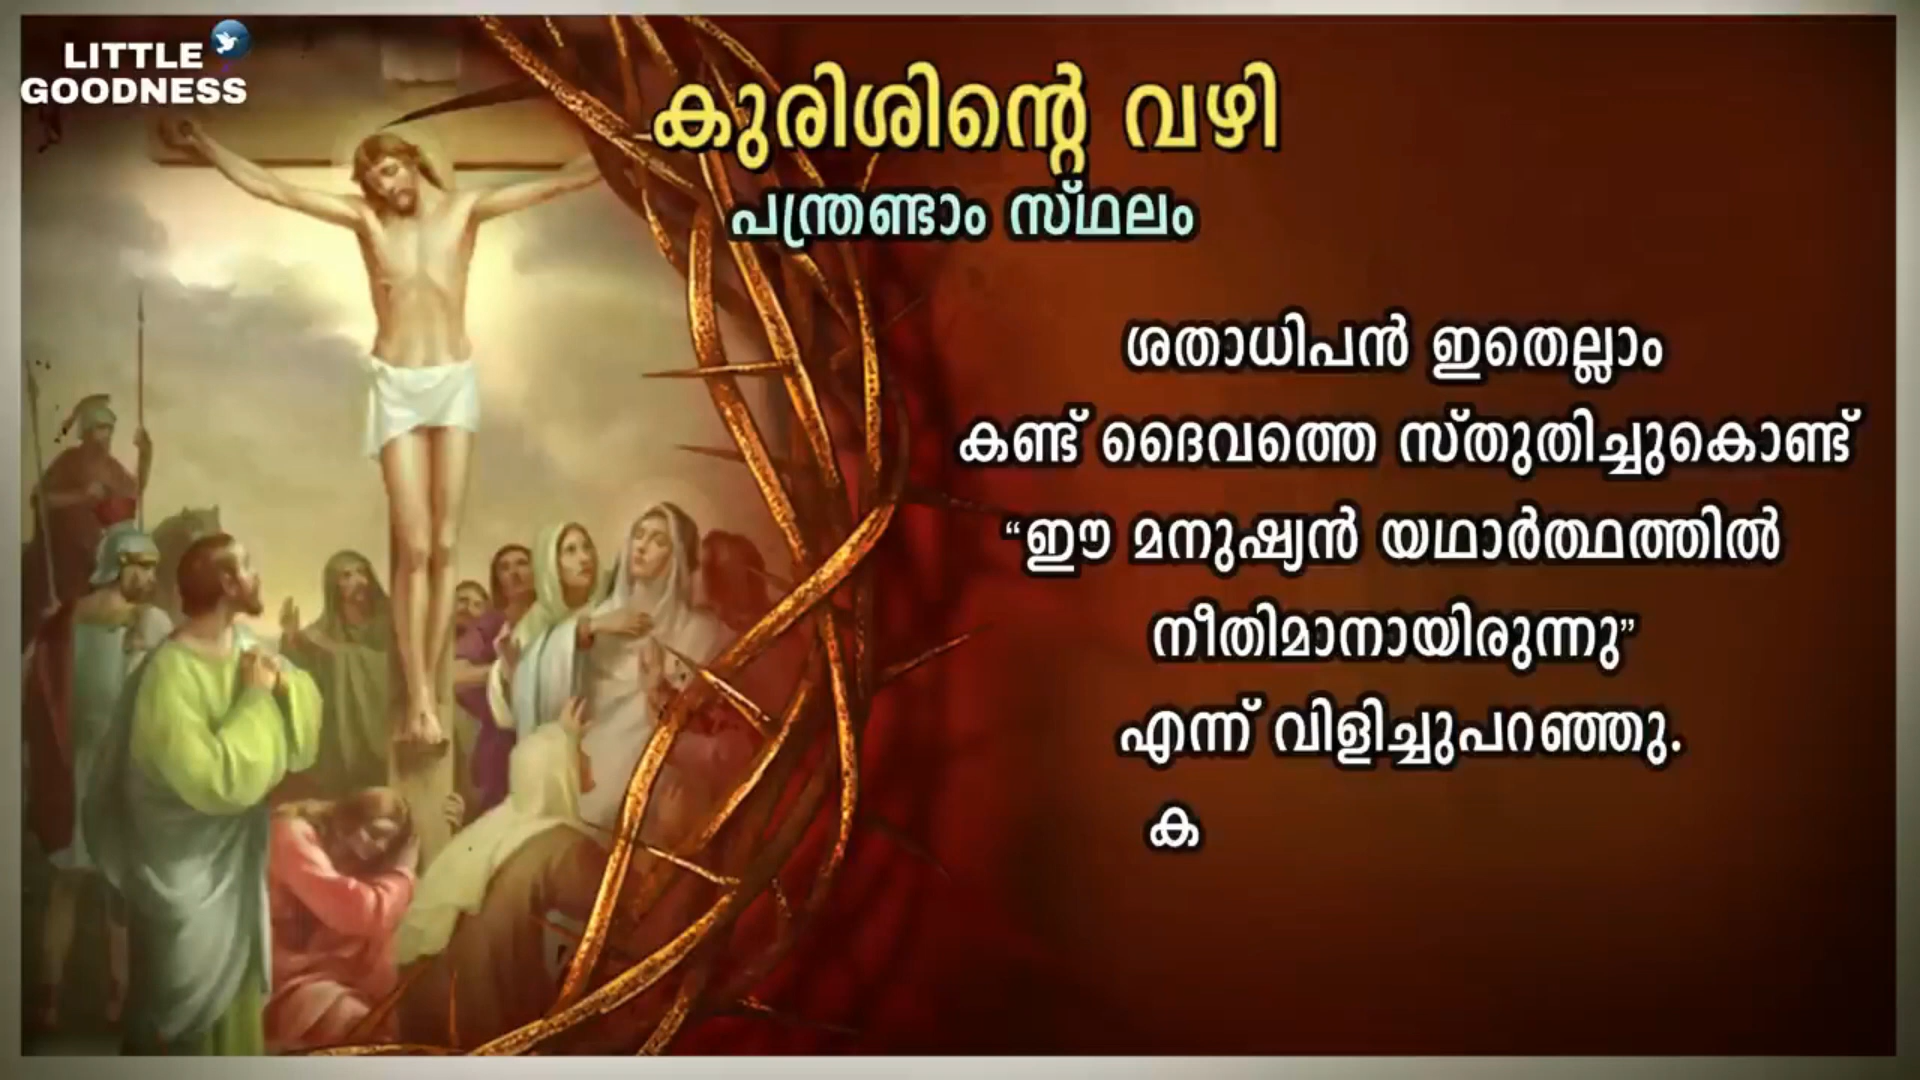 LITTLE
GOODNESS
കുരിശിന്റെ വഴി
പന്ത്രണ്ടാം സ്ഥലം
ശതാധിപൻ ഇതെല്ലാം
കണ്ട് ദൈവത്തെ സ്തുതിച്ചുകൊണ്ട്
“ഈ മനുഷ്യൻ യഥാർത്ഥത്തിൽ
നീതിമാനായിരുന്നു”
എന്ന് വിളിച്ചുപറഞ്ഞു.
ക